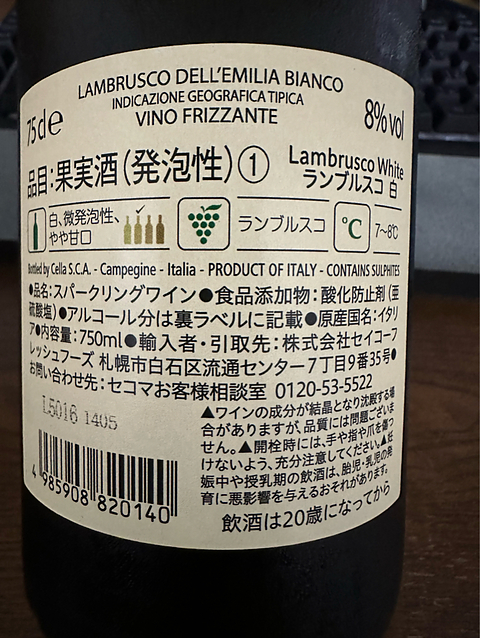 LAMBRUSCO DELL'EMILIA BIANCO
INDICAZIONE GEOGRAFICA TIPICA
VINO FRIZZANTE
75cl e
8% vol
品目:果実酒(発泡性)①
Lambrusco White
ランブルスコ 白
白、微発泡性、
やや甘口
ランブルスコ
℃
7~8℃
Bottled by Cella S.C.A. - Campegine - Italia - PRODUCT OF ITALY - CONTAINS SULPHITES
●品名:スパークリングワイン●食品添加物:酸化防止剤(亜
硫酸塩)●アルコール分は裏ラベルに記載●原産国名:イタリ
ア●内容量:750ml●輸入者・引取先:株式会社セイコーフ
レッシュフーズ 札幌市白石区流通センター7丁目9番35号●
お問い合わせ先:セコマお客様相談室 0120-53-5522
L5016 1405
▲ワインの成分が結晶となり沈殿する場
合がありますが、品質には問題ございま
せん。▲開栓時には、手や指や爪を傷つ
けないよう、充分注意してください。▲妊
娠中や授乳期の飲酒は、胎児・乳児の発
育に悪影響を与えるおそれがあります。
4 985908 820140
飲酒は20歳になってから